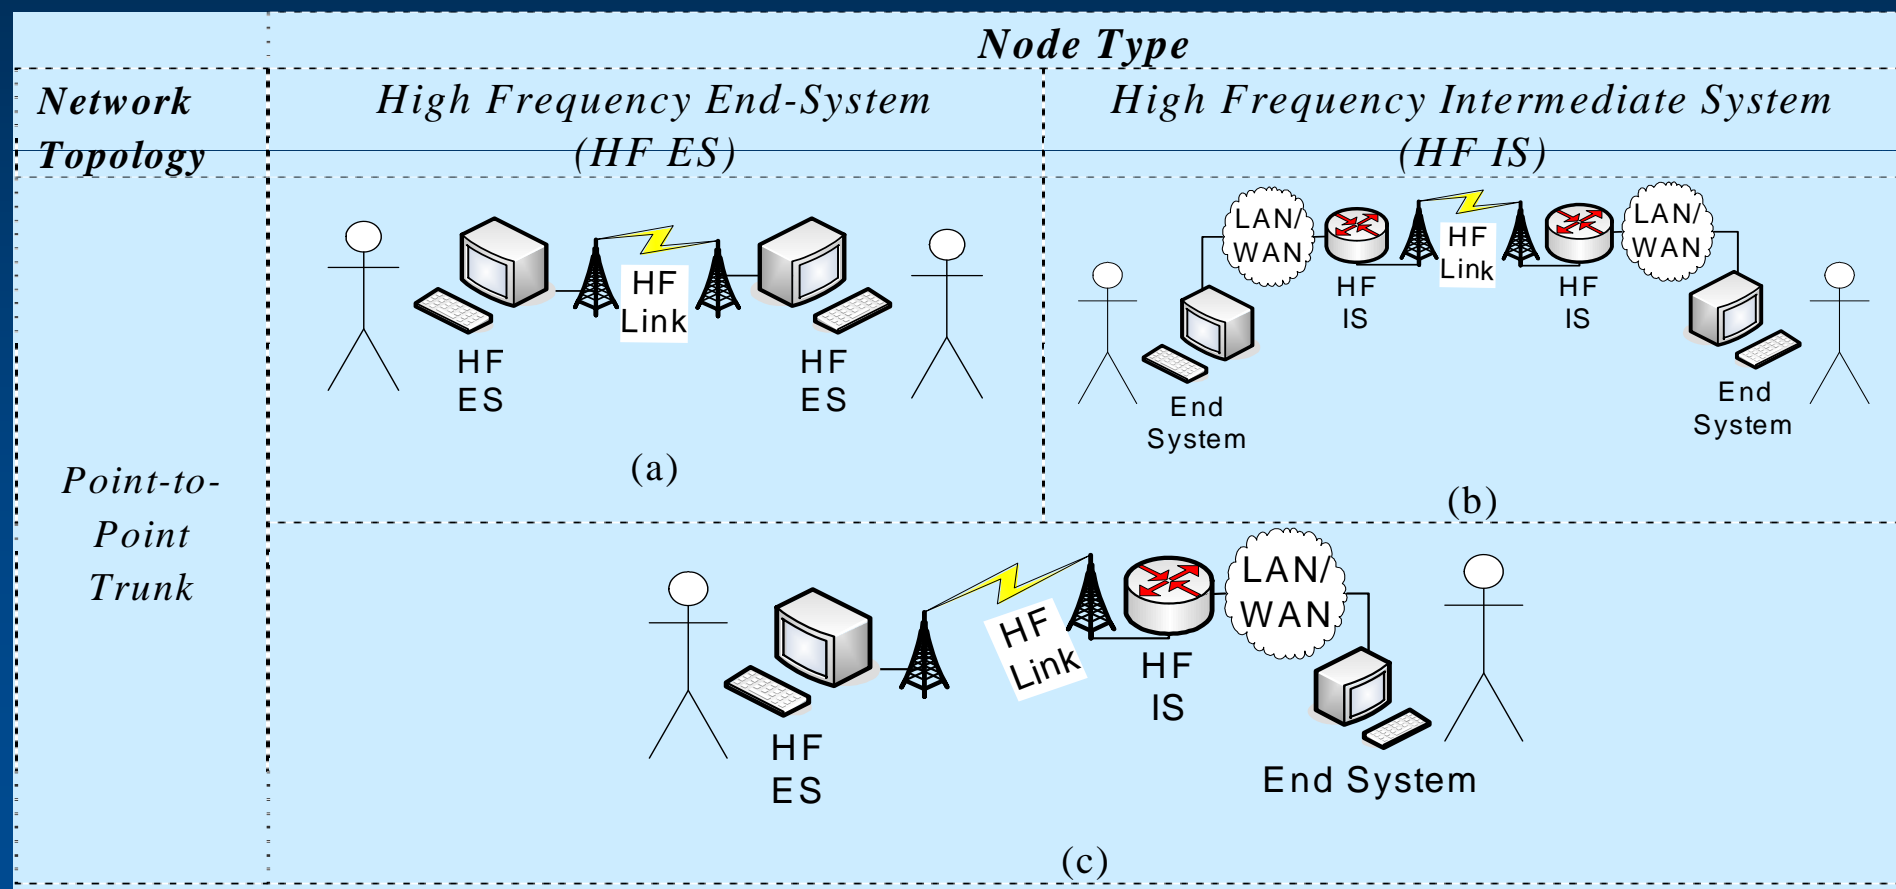 Node Type
Network
Topology
High Frequency End-System
(HF ES)
High Frequency Intermediate System
(HF IS)
Point-to-
Point
Trunk
HF
Link
HF
ES
HF
ES
(a)
LAN/
WAN
HF
Link
LAN/
WAN
HF
IS
HF
IS
End
System
End
System
(b)
HF
Link
LAN/
WAN
HF
IS
HF
ES
End System
(c)